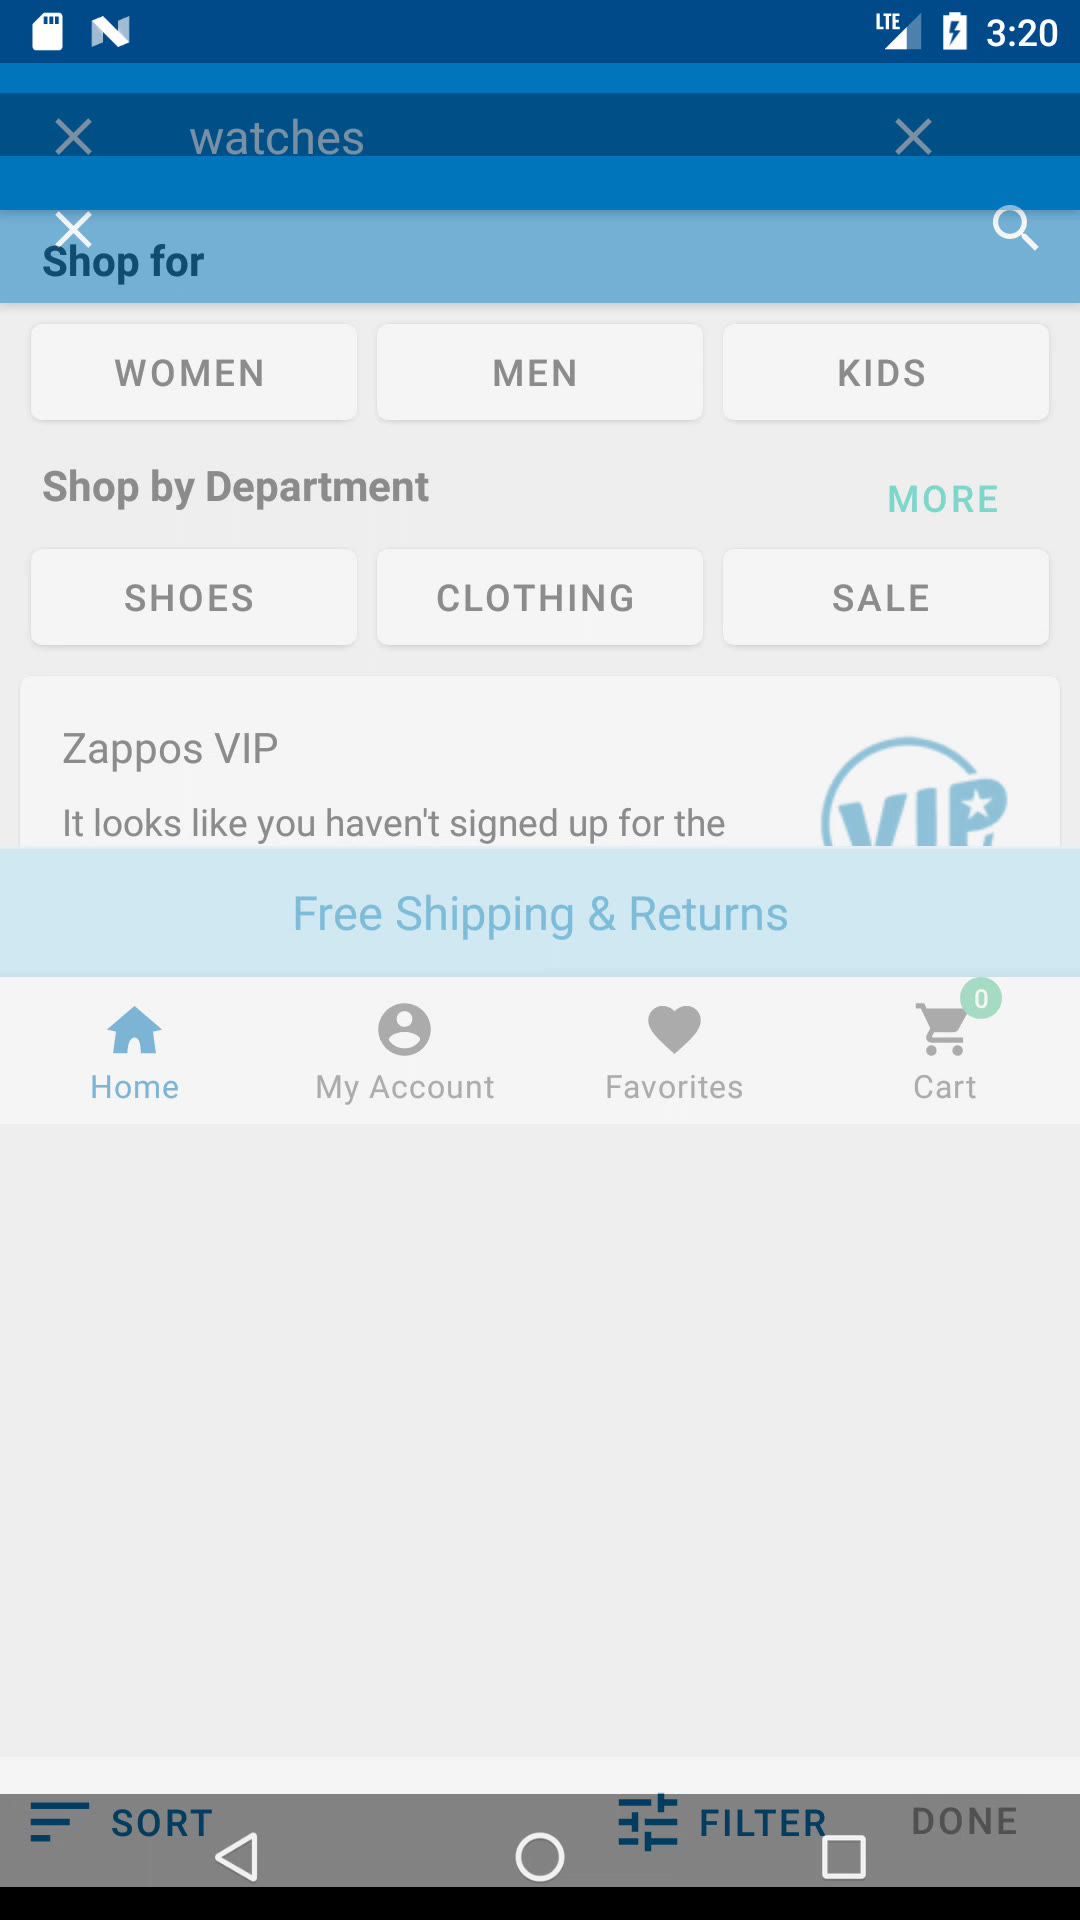 LTE 3:20
watches
Shop for
WOMEN MEN KIDS
Shop by Department
MORE
SHOES CLOTHING SALE
Zappos VIP
It looks like you haven't signed up for the
VIP
Free Shipping & Returns
0
Home My Account Favorites Cart
SORT FILTER DONE